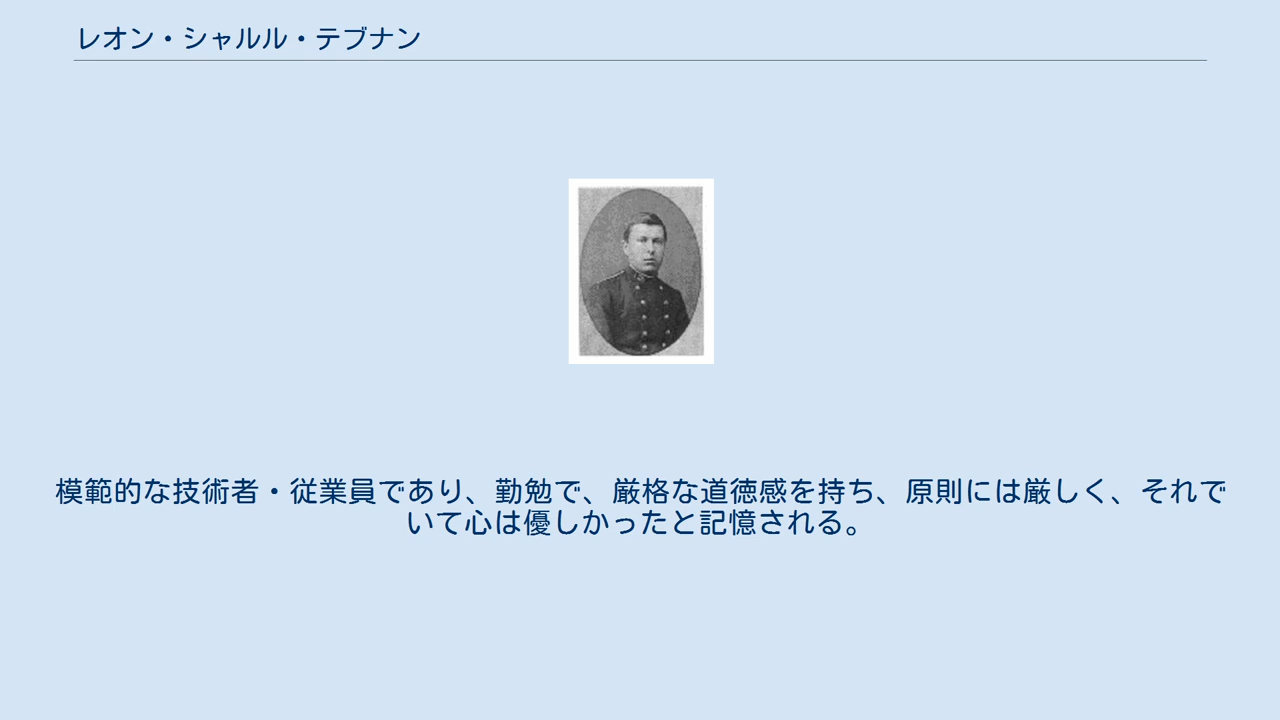 レオン・シャルル・テブナン
模範的な技術者・従業員であり、勤勉で、厳格な道徳感を持ち、原則には厳しく、それで
いて心は優しかったと記憶される。